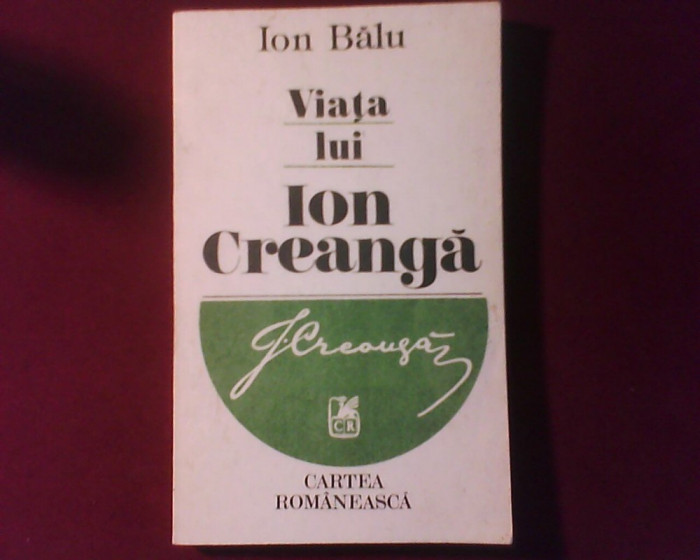 Ion Bălu
Viața
lui
Ion
Creangă
I. Creangă
CR
CARTEA
ROMÂNEASCĂ